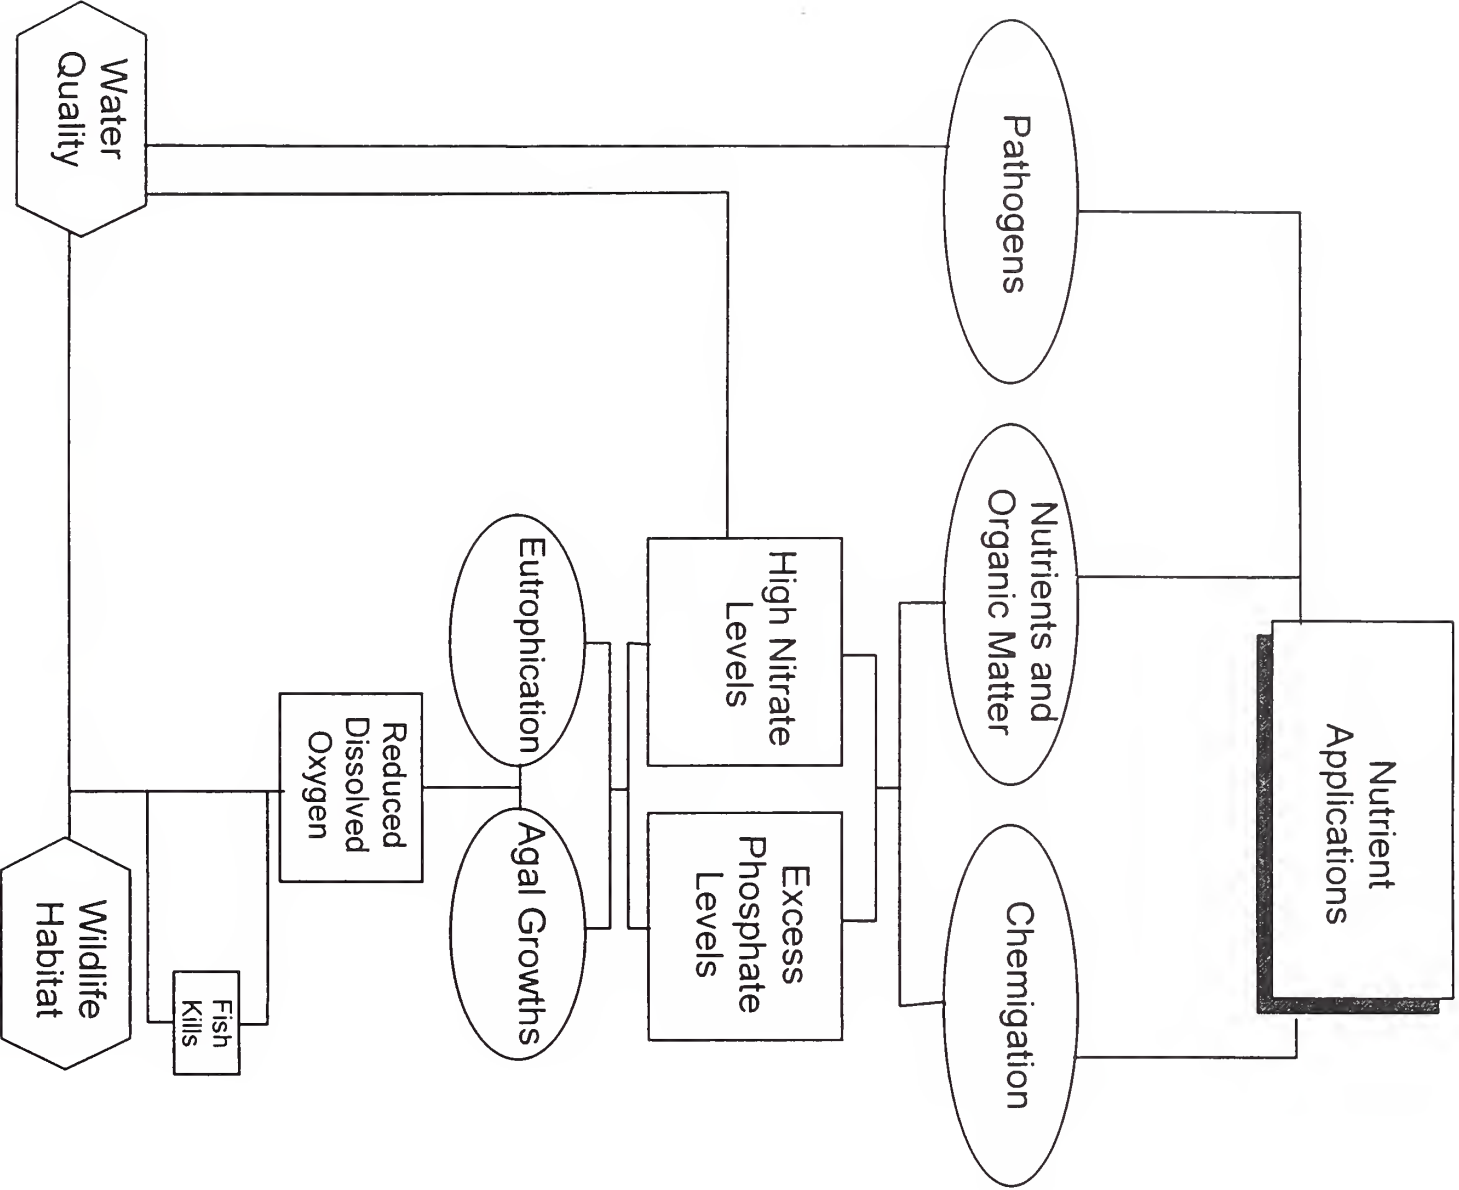 Nutrient
Applications
Pathogens
Nutrients and
Organic Matter
Chemigation
High Nitrate
Levels
Excess
Phosphate
Levels
Eutrophication
Agal Growths
Reduced
Dissolved
Oxygen
Fish
Kills
Water
Quality
Wildlife
Habitat